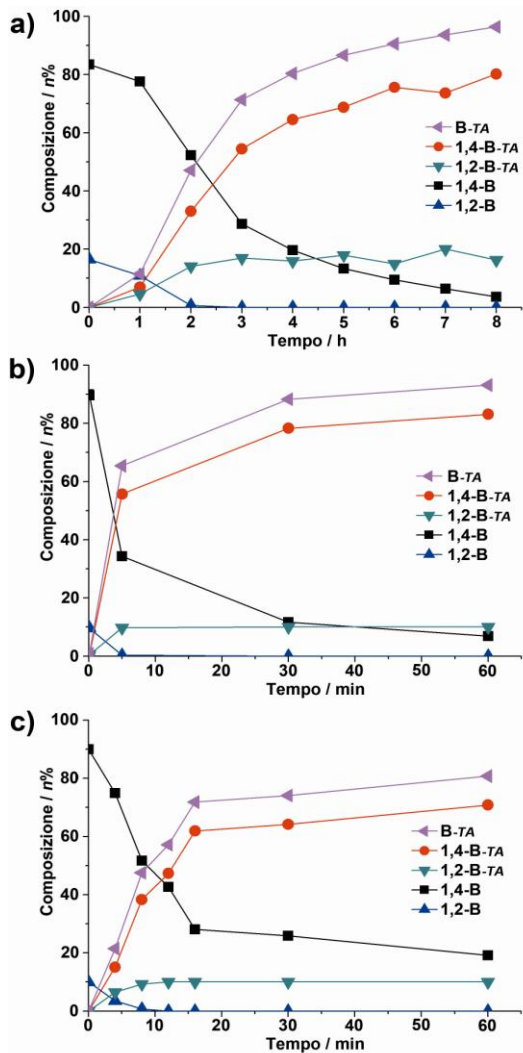 a)
Composizione / n%
100
80
60
40
20
0
B-TA
1,4-B-TA
1,2-B-TA
1,4-B
1,2-B
0 1 2 3 4 5 6 7 8
Tempo / h
b)
Composizione / n%
100
80
60
40
20
0
B-TA
1,4-B-TA
1,2-B-TA
1,4-B
1,2-B
0 10 20 30 40 50 60
Tempo / min
c)
Composizione / n%
100
80
60
40
20
0
B-TA
1,4-B-TA
1,2-B-TA
1,4-B
1,2-B
0 10 20 30 40 50 60
Tempo / min